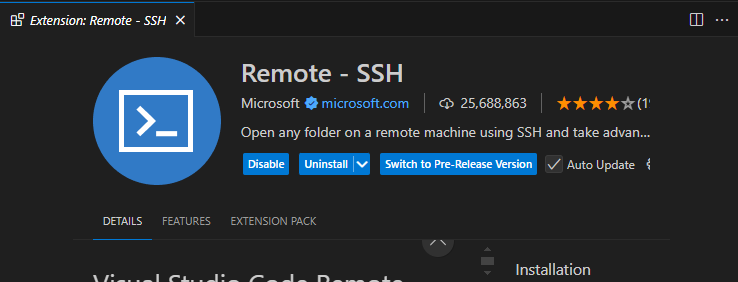 Extension: Remote - SSH
Remote - SSH
Microsoft microsoft.com 25,688,863
Open any folder on a remote machine using SSH and take advan...
Disable Uninstall Switch to Pre-Release Version Auto Update
DETAILS FEATURES EXTENSION PACK
Visual Studio Code Remote
Installation